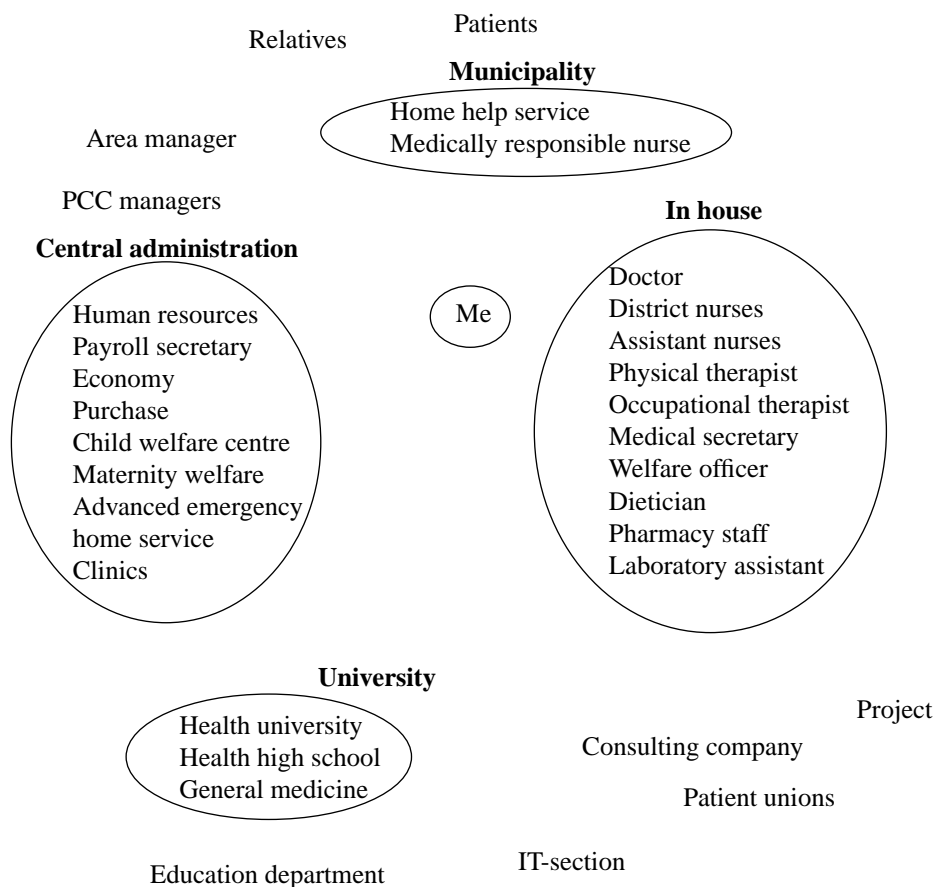 Patients
Relatives
Municipality
Home help service
Medically responsible nurse
Area manager
PCC managers
Central administration
Human resources
Payroll secretary
Economy
Purchase
Child welfare centre
Maternity welfare
Advanced emergency
home service
Clinics
Me
In house
Doctor
District nurses
Assistant nurses
Physical therapist
Occupational therapist
Medical secretary
Welfare officer
Dietician
Pharmacy staff
Laboratory assistant
University
Health university
Health high school
General medicine
Project
Consulting company
Patient unions
IT-section
Education department